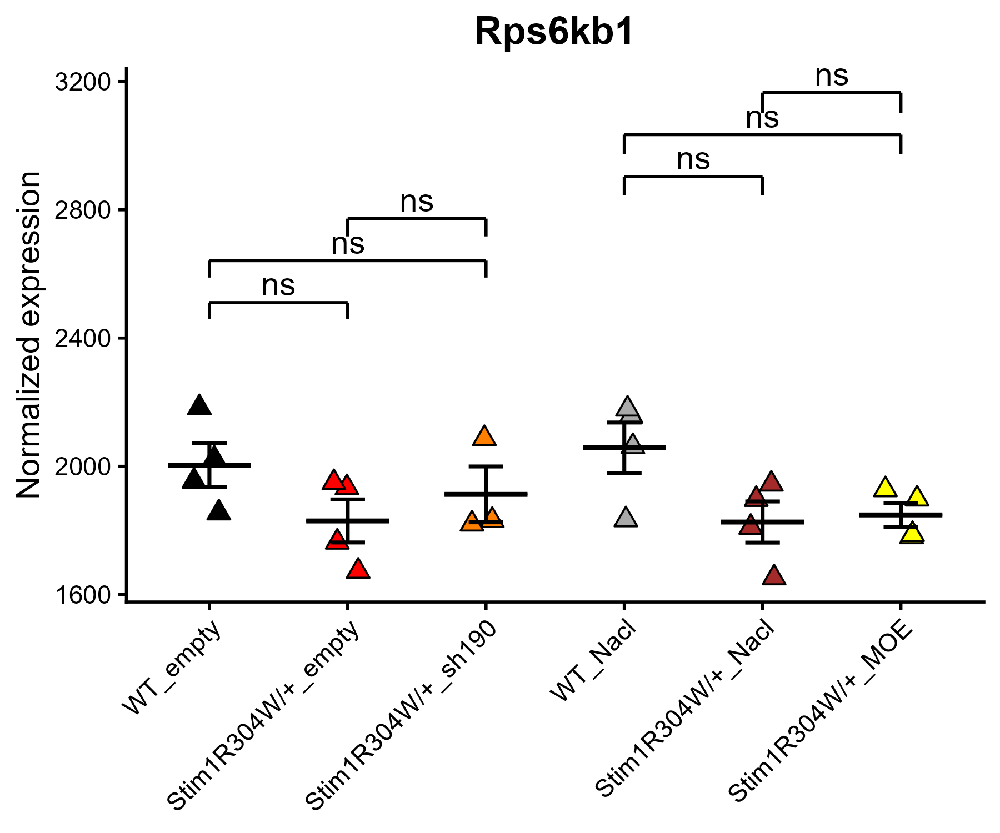 Rps6kb1
Normalized expression
3200
2800
2400
2000
1600
ns
ns
ns
ns
ns
ns
WT_empty
Stim1R304W/+_empty
Stim1R304W/+_sh190
WT_Nacl
Stim1R304W/+_Nacl
Stim1R304W/+_MOE